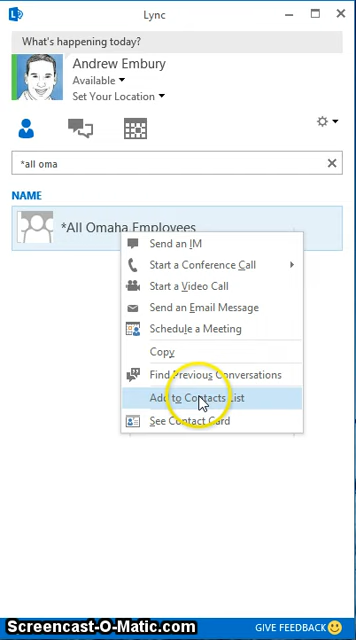 Lync
What's happening today?
Andrew Embury
Available
Set Your Location
*all oma
NAME
*All Omaha Employees
Send an IM
Start a Conference Call
Start a Video Call
Send an Email Message
Schedule a Meeting
Copy
Find Previous Conversations
Add to Contacts List
See Contact Card
Screencast-O-Matic.com
GIVE FEEDBACK